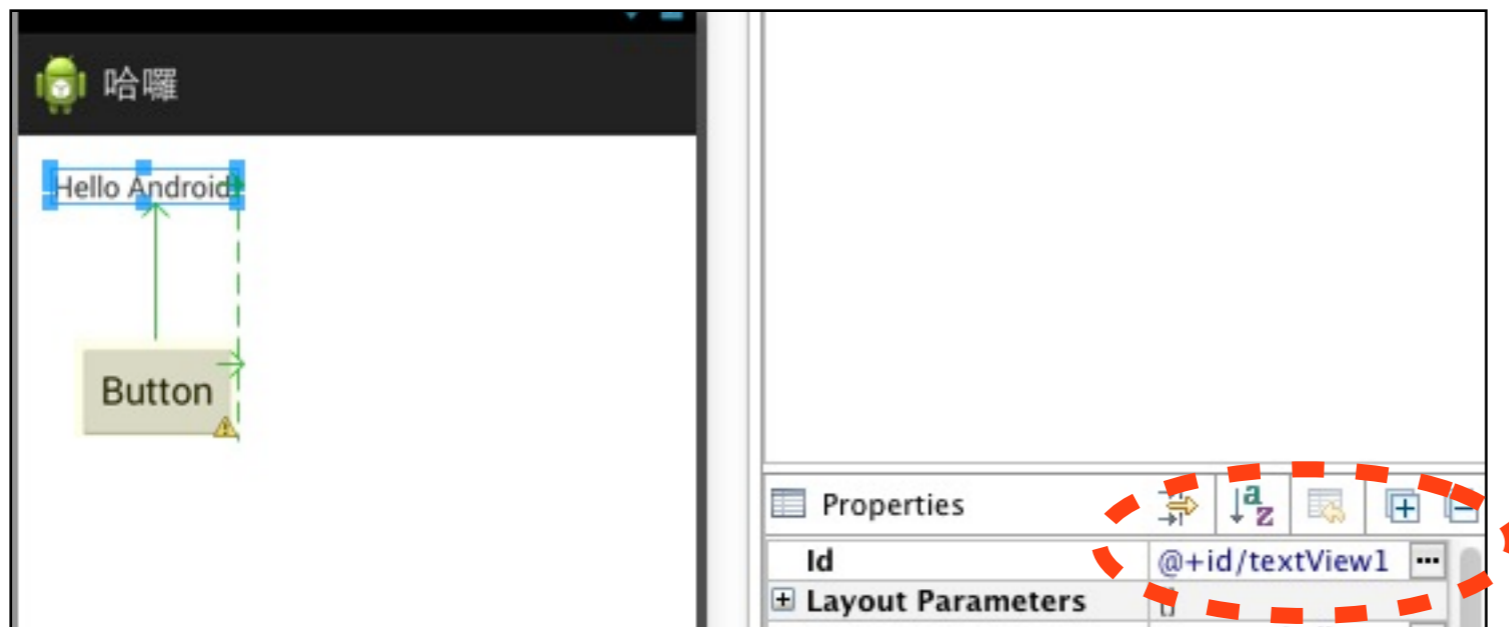 哈囉
Hello Android!
Button
Properties
Id @+id/textView1
Layout Parameters []